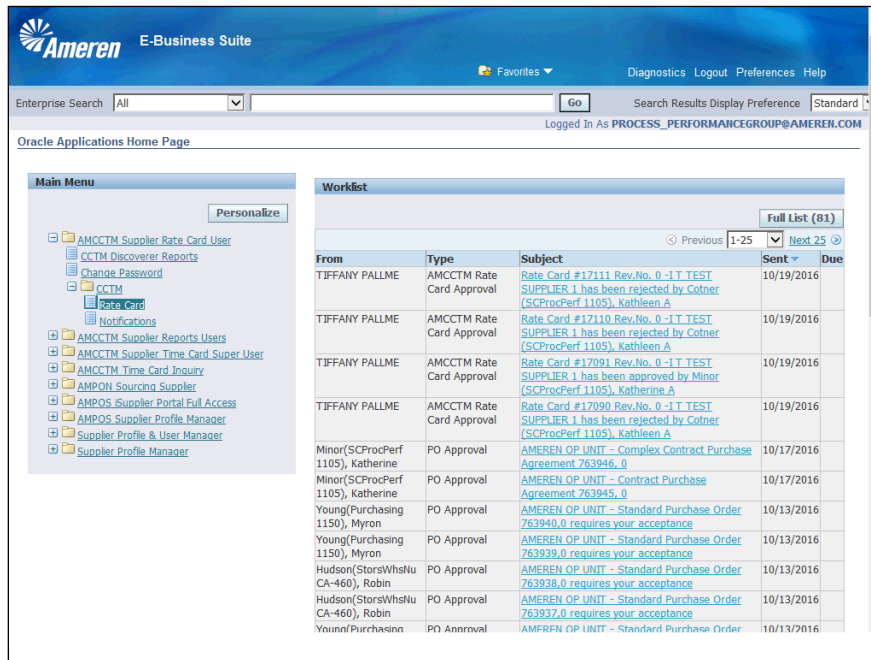 Ameren E-Business Suite
Favorites Diagnostics Logout Preferences Help
Enterprise Search All Go Search Results Display Preference Standard
Logged In As PROCESS_PERFORMANCEGROUP@AMEREN.COM
Oracle Applications Home Page
Main Menu
Personalize
AMCCTM Supplier Rate Card User
CCTM Discoverer Reports
Change Password
CCTM
Rate Card
Notifications
AMCCTM Supplier Reports Users
AMCCTM Supplier Time Card Super User
AMCCTM Time Card Inquiry
AMPON Sourcing Supplier
AMPOS iSupplier Portal Full Access
AMPOS Supplier Profile Manager
Supplier Profile & User Manager
Supplier Profile Manager
Worklist
Full List (81)
Previous 1-25 Next 25
From Type Subject Sent Due
TIFFANY PALLME AMCCTM Rate Rate Card #17111 Rev.No. 0 -I T TEST 10/19/2016
Card Approval SUPPLIER 1 has been rejected by Cotner
(SCProcPerf 1105), Kathleen A
TIFFANY PALLME AMCCTM Rate Rate Card #17110 Rev.No. 0 -I T TEST 10/19/2016
Card Approval SUPPLIER 1 has been rejected by Cotner
(SCProcPerf 1105), Kathleen A
TIFFANY PALLME AMCCTM Rate Rate Card #17091 Rev.No. 0 -I T TEST 10/19/2016
Card Approval SUPPLIER 1 has been approved by Minor
(SCProcPerf 1105), Katherine A
TIFFANY PALLME AMCCTM Rate Rate Card #17090 Rev.No. 0 -I T TEST 10/19/2016
Card Approval SUPPLIER 1 has been rejected by Cotner
(SCProcPerf 1105), Kathleen A
Minor(SCProcPerf PO Approval AMEREN OP UNIT - Complex Contract Purchase 10/17/2016
1105), Katherine Agreement 763946, 0
Minor(SCProcPerf PO Approval AMEREN OP UNIT - Contract Purchase 10/17/2016
1105), Katherine Agreement 763945, 0
Young(Purchasing PO Approval AMEREN OP UNIT - Standard Purchase Order 10/13/2016
1150), Myron 763940,0 requires your acceptance
Young(Purchasing PO Approval AMEREN OP UNIT - Standard Purchase Order 10/13/2016
1150), Myron 763939,0 requires your acceptance
Hudson(StorsWhsNu PO Approval AMEREN OP UNIT - Standard Purchase Order 10/13/2016
CA-460), Robin 763938,0 requires your acceptance
Hudson(StorsWhsNu PO Approval AMEREN OP UNIT - Standard Purchase Order 10/13/2016
CA-460), Robin 763937,0 requires your acceptance
Young(Purchasing PO Approval AMEREN OP UNIT - Standard Purchase Order 10/13/2016